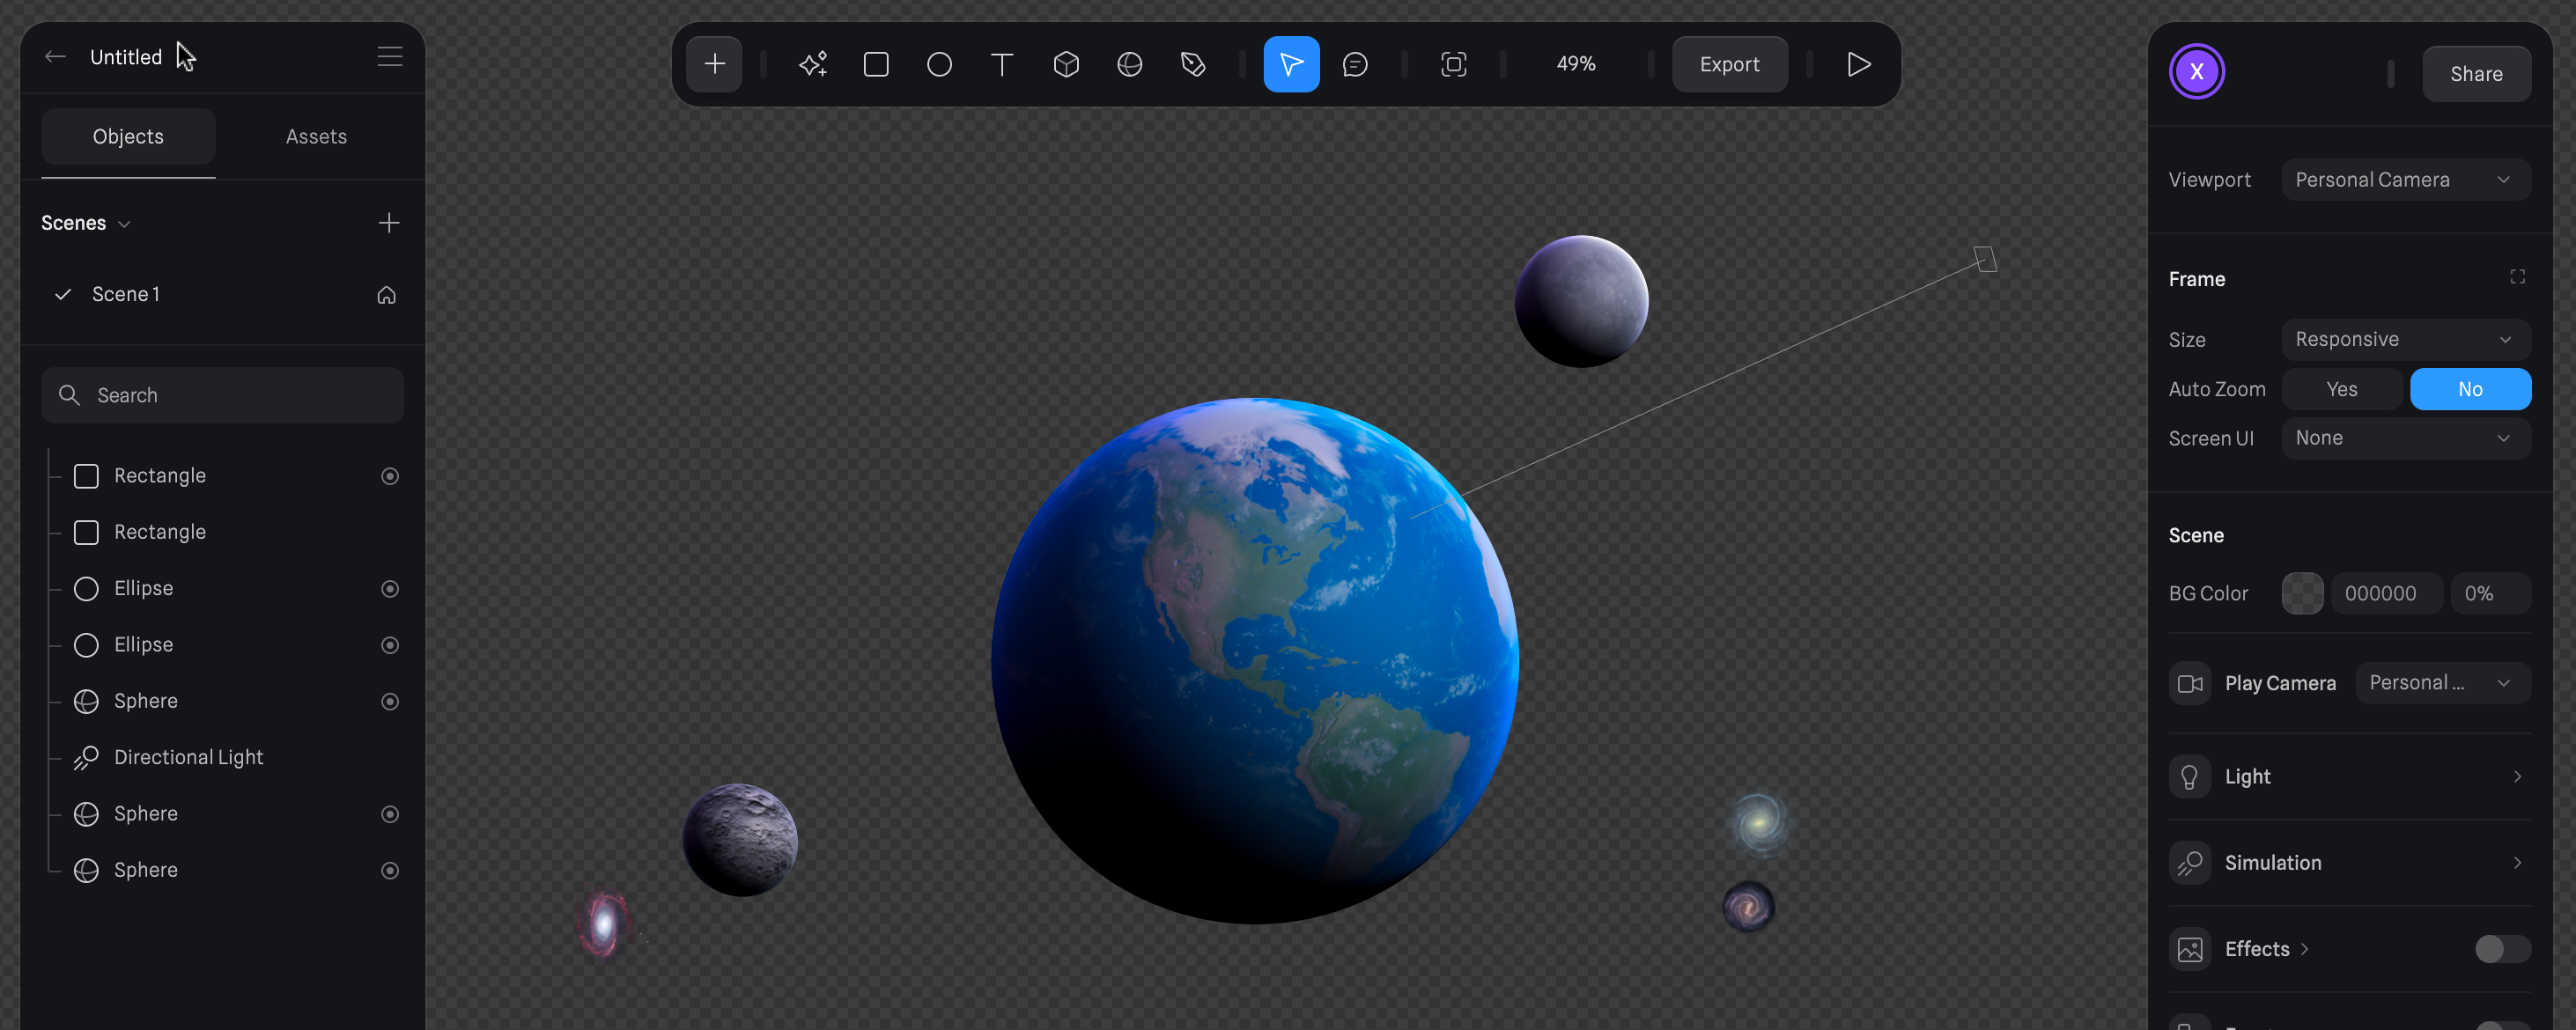 Untitled
Objects
Assets
Scenes
Scene 1
Search
Rectangle
Rectangle
Ellipse
Ellipse
Sphere
Directional Light
Sphere
Sphere
49%
Export
X
Share
Viewport
Personal Camera
Frame
Size
Responsive
Auto Zoom
Yes
No
Screen UI
None
Scene
BG Color
000000
0%
Play Camera
Personal ...
Light
Simulation
Effects